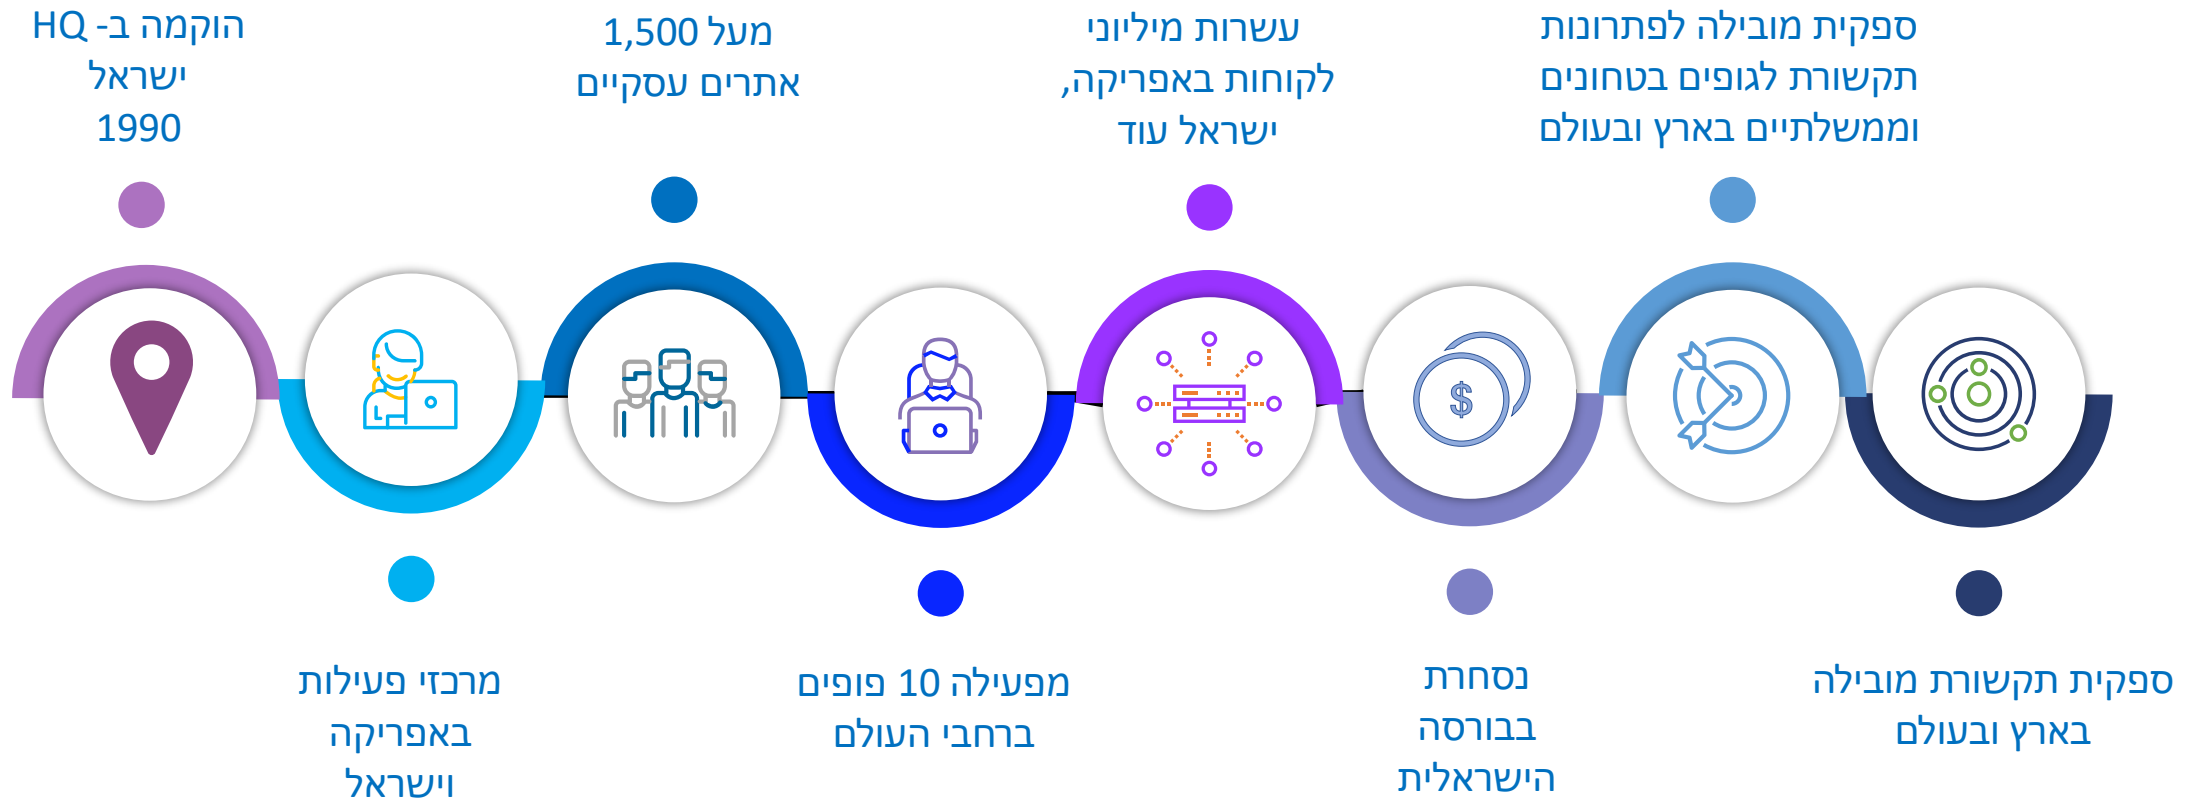 הוקמה ב- HQ
ישראל
1990
מרכזי פעילות
באפריקה
וישראל
מעל 1,500
אתרים עסקיים
מפעילה 10 פופים
ברחבי העולם
עשרות מיליוני
לקוחות באפריקה,
ישראל עוד
$
נסחרת
בבורסה
הישראלית
ספקית מובילה לפתרונות
תקשורת לגופים בטחונים
וממשלתיים בארץ ובעולם
ספקית תקשורת מובילה
בארץ ובעולם